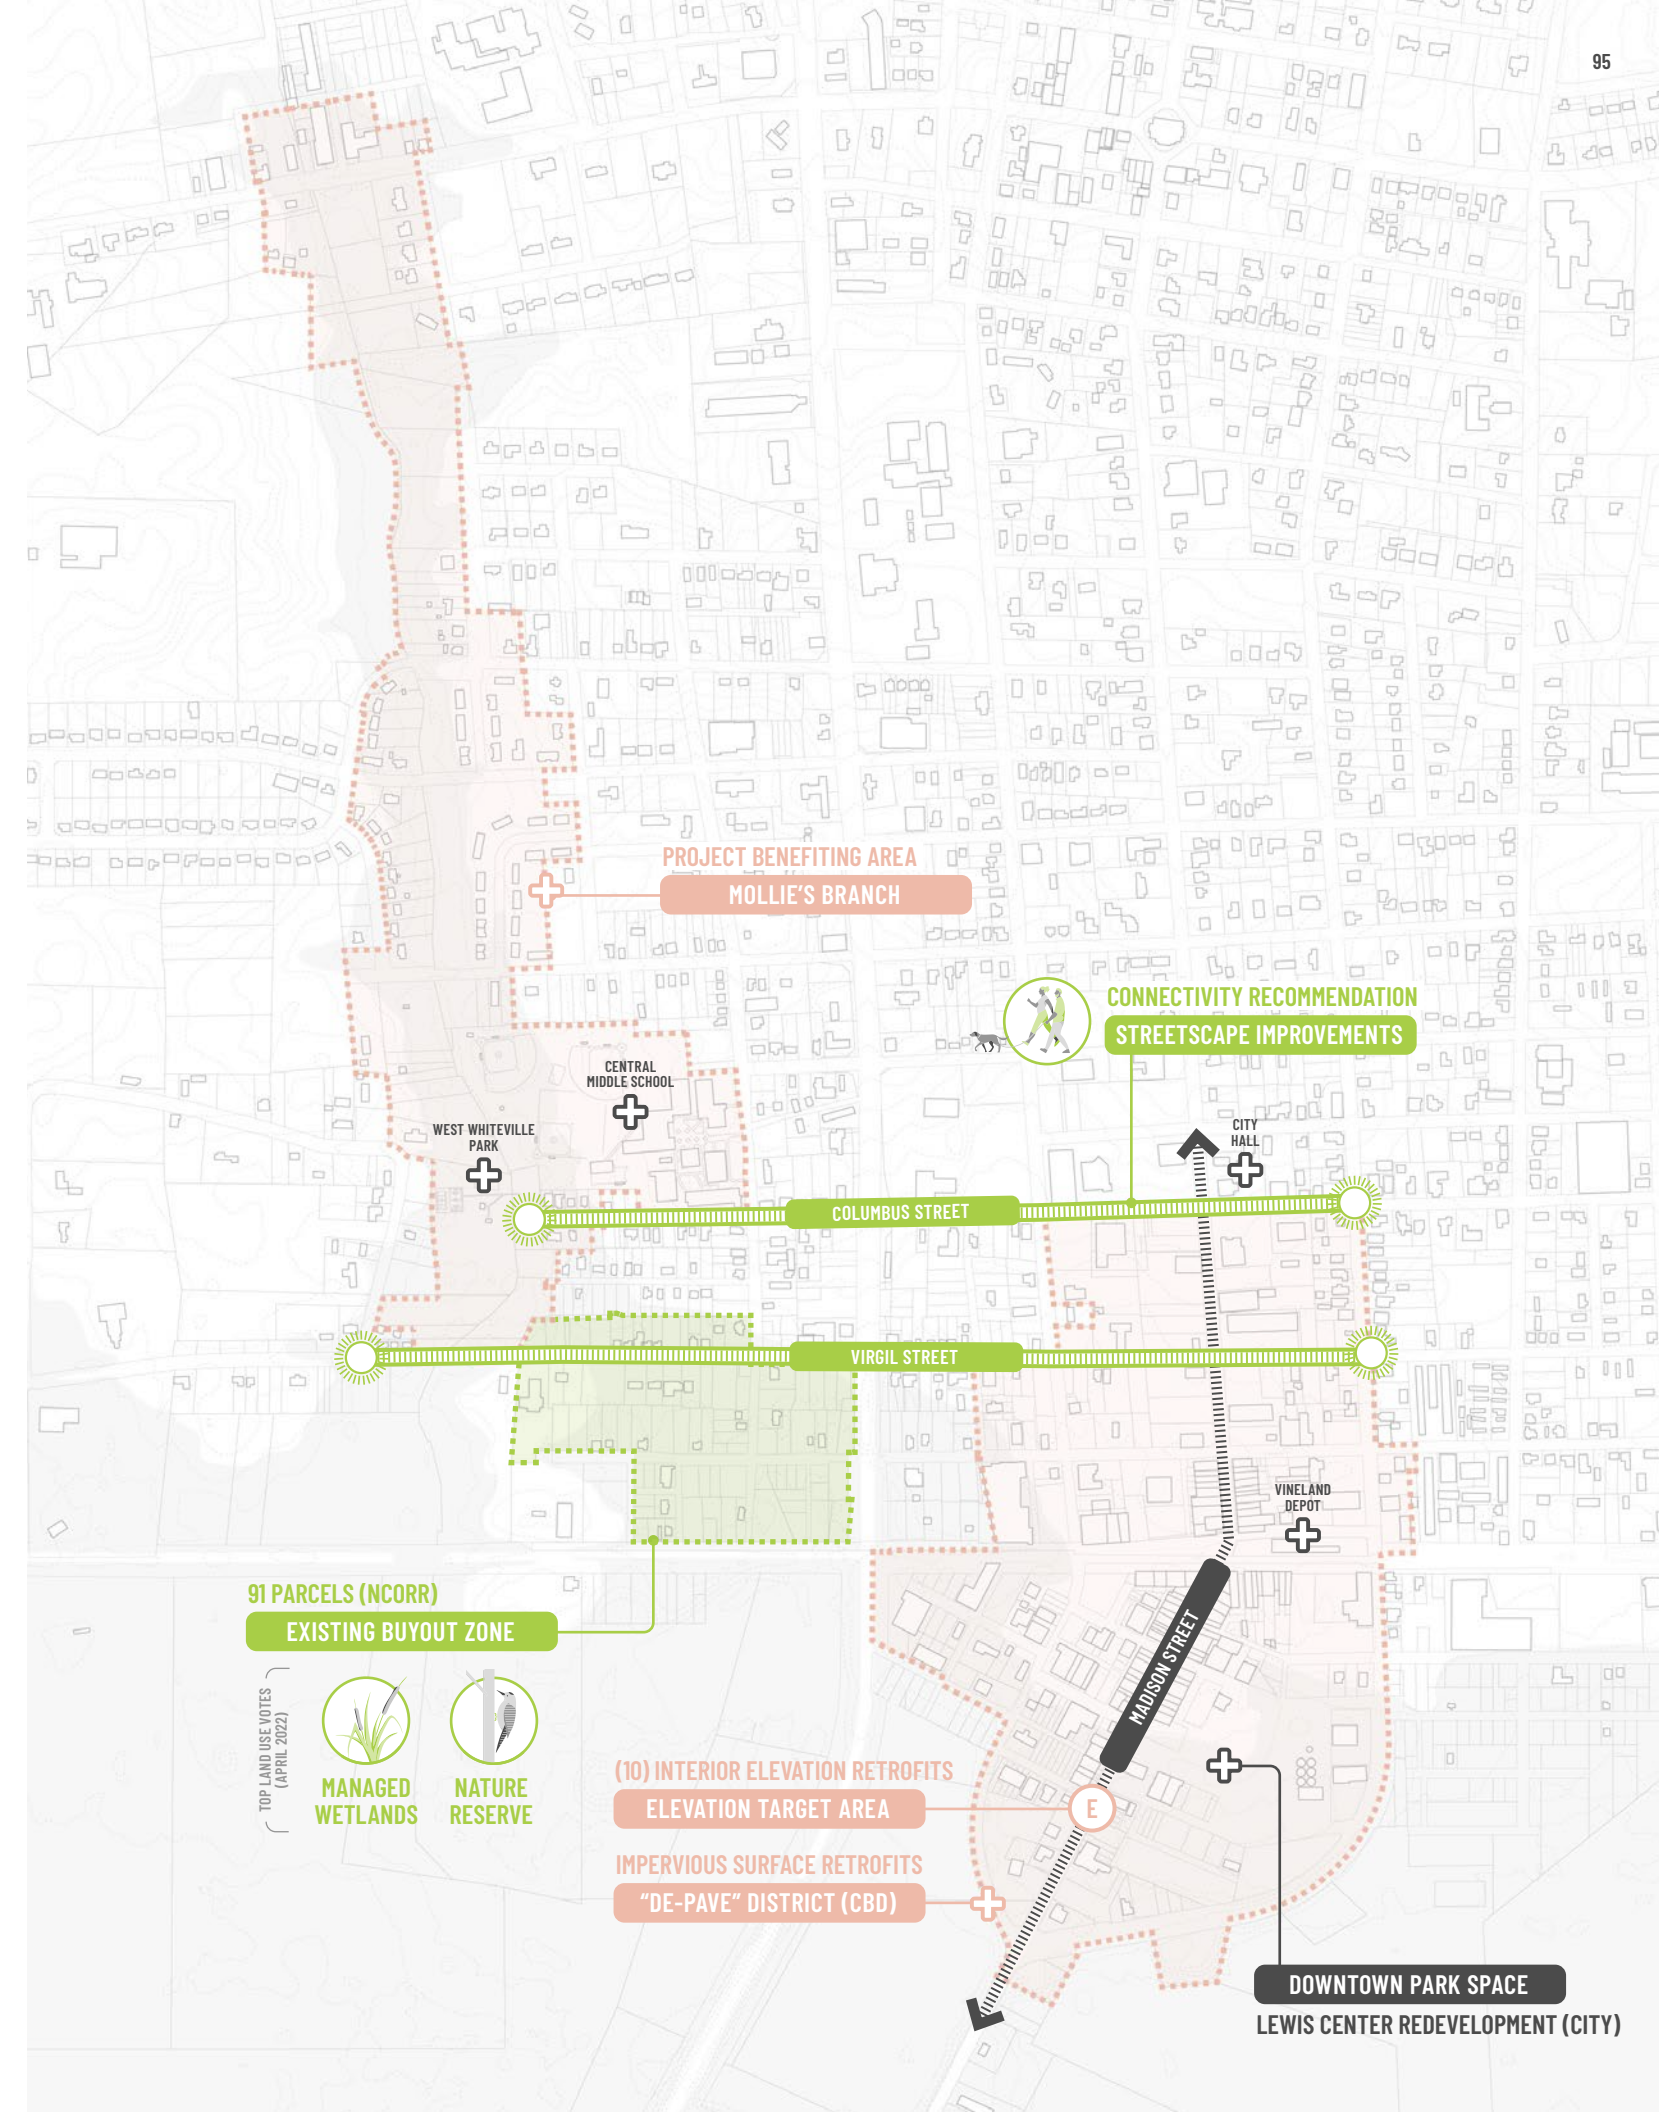 95
PROJECT BENEFITING AREA
MOLLIE'S BRANCH
CONNECTIVITY RECOMMENDATION
STREETSCAPE IMPROVEMENTS
CENTRAL
MIDDLE SCHOOL
WEST WHITEVILLE
PARK
CITY
HALL
COLUMBUS STREET
VIRGIL STREET
VINELAND
DEPOT
91 PARCELS (NCORR)
EXISTING BUYOUT ZONE
MADISON STREET
TOP LAND USE VOTES
(APRIL 2022)
MANAGED
WETLANDS
NATURE
RESERVE
(10) INTERIOR ELEVATION RETROFITS
ELEVATION TARGET AREA
E
IMPERVIOUS SURFACE RETROFITS
“DE-PAVE” DISTRICT (CBD)
DOWNTOWN PARK SPACE
LEWIS CENTER REDEVELOPMENT (CITY)